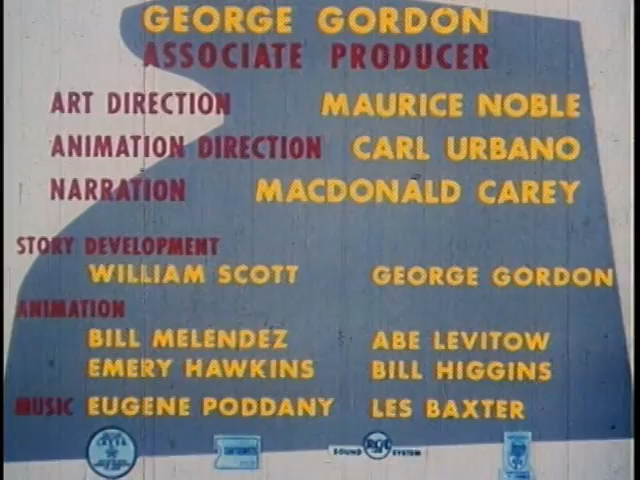 GEORGE GORDON
ASSOCIATE PRODUCER
ART DIRECTION MAURICE NOBLE
ANIMATION DIRECTION CARL URBANO
NARRATION MACDONALD CAREY
STORY DEVELOPMENT
WILLIAM SCOTT GEORGE GORDON
ANIMATION
BILL MELENDEZ ABE LEVITOW
EMERY HAWKINS BILL HIGGINS
MUSIC EUGENE PODDANY LES BAXTER
SOUND RCA SYSTEM